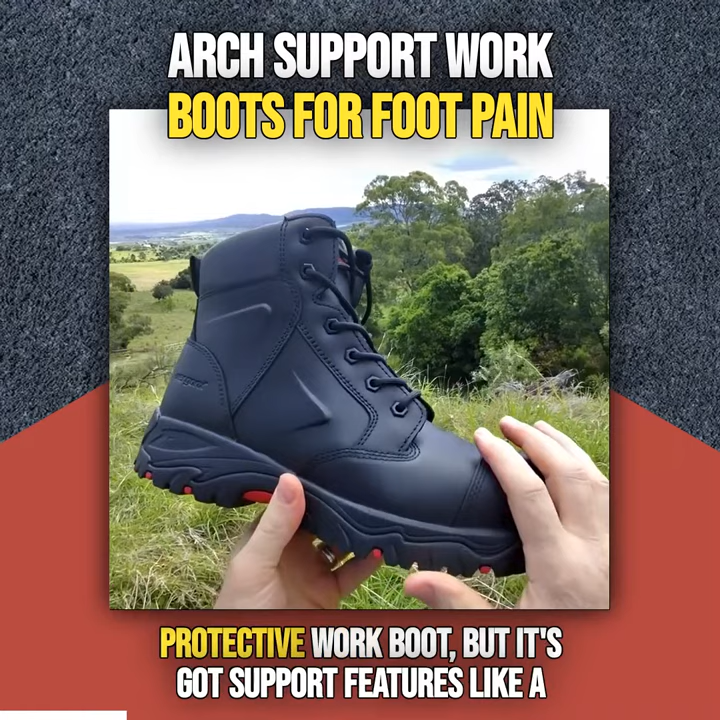 ARCH SUPPORT WORK
BOOTS FOR FOOT PAIN
PROTECTIVE WORK BOOT, BUT IT'S
GOT SUPPORT FEATURES LIKE A